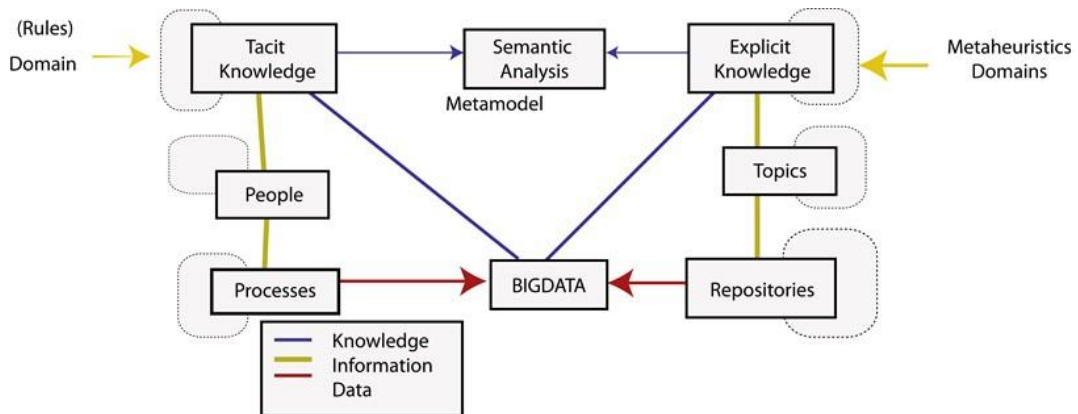 (Rules)
Domain
Tacit
Knowledge
Semantic
Analysis
Metamodel
Explicit
Knowledge
Metaheuristics
Domains
People
Topics
Processes
BIGDATA
Repositories
Knowledge
Information
Data